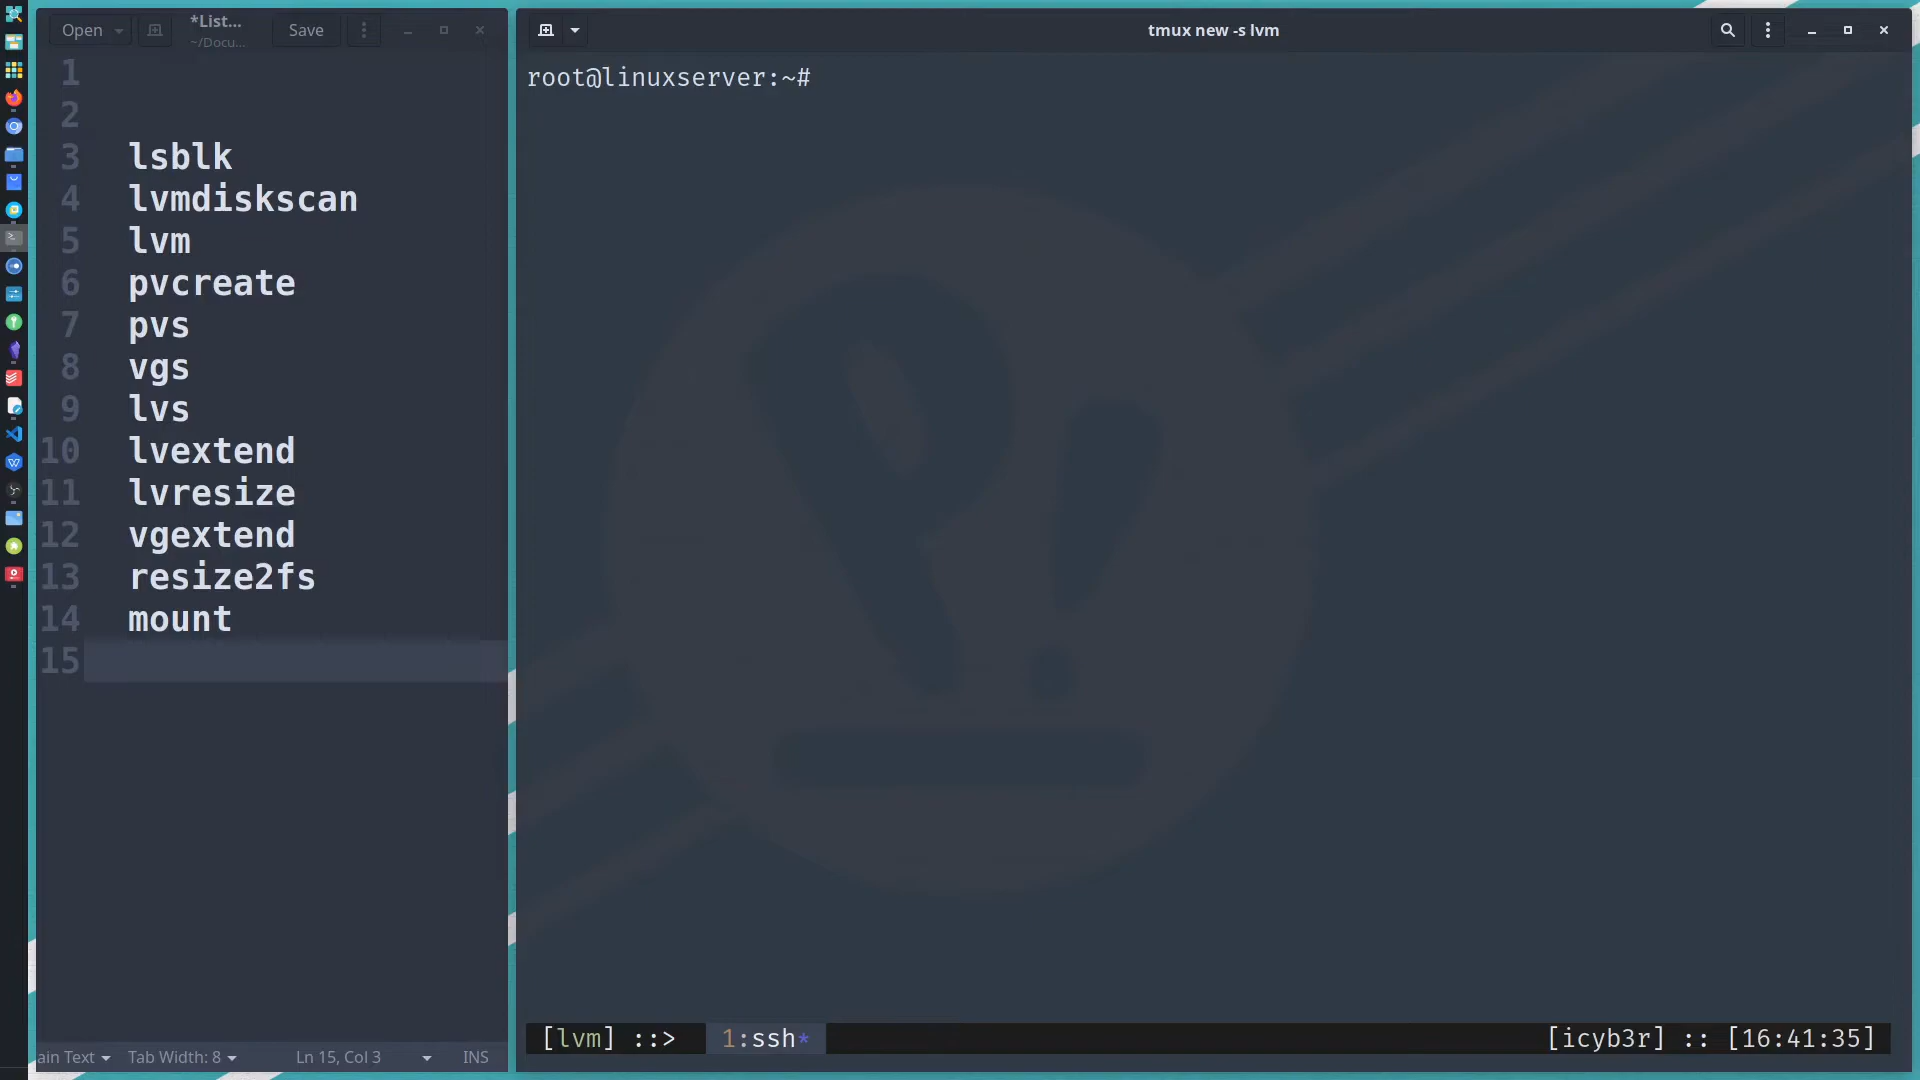 Open
*List...
~/Docu...
Save
1
2
3 lsblk
4 lvmdiskscan
5 lvm
6 pvcreate
7 pvs
8 vgs
9 lvs
10 lvextend
11 lvresize
12 vgextend
13 resize2fs
14 mount
15
ain Text
Tab Width: 8
Ln 15, Col 3
INS
tmux new -s lvm
root@linuxserver:~#
[lvm] ::> 1:ssh*
[icyb3r] :: [16:41:35]